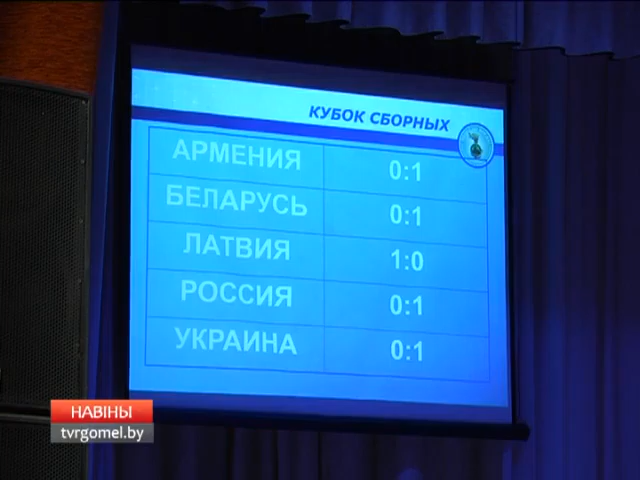 КУБОК СБОРНЫХ
АРМЕНИЯ 0:1
БЕЛАРУСЬ 0:1
ЛАТВИЯ 1:0
РОССИЯ 0:1
УКРАИНА 0:1
НАВІНЫ
tvrgomel.by